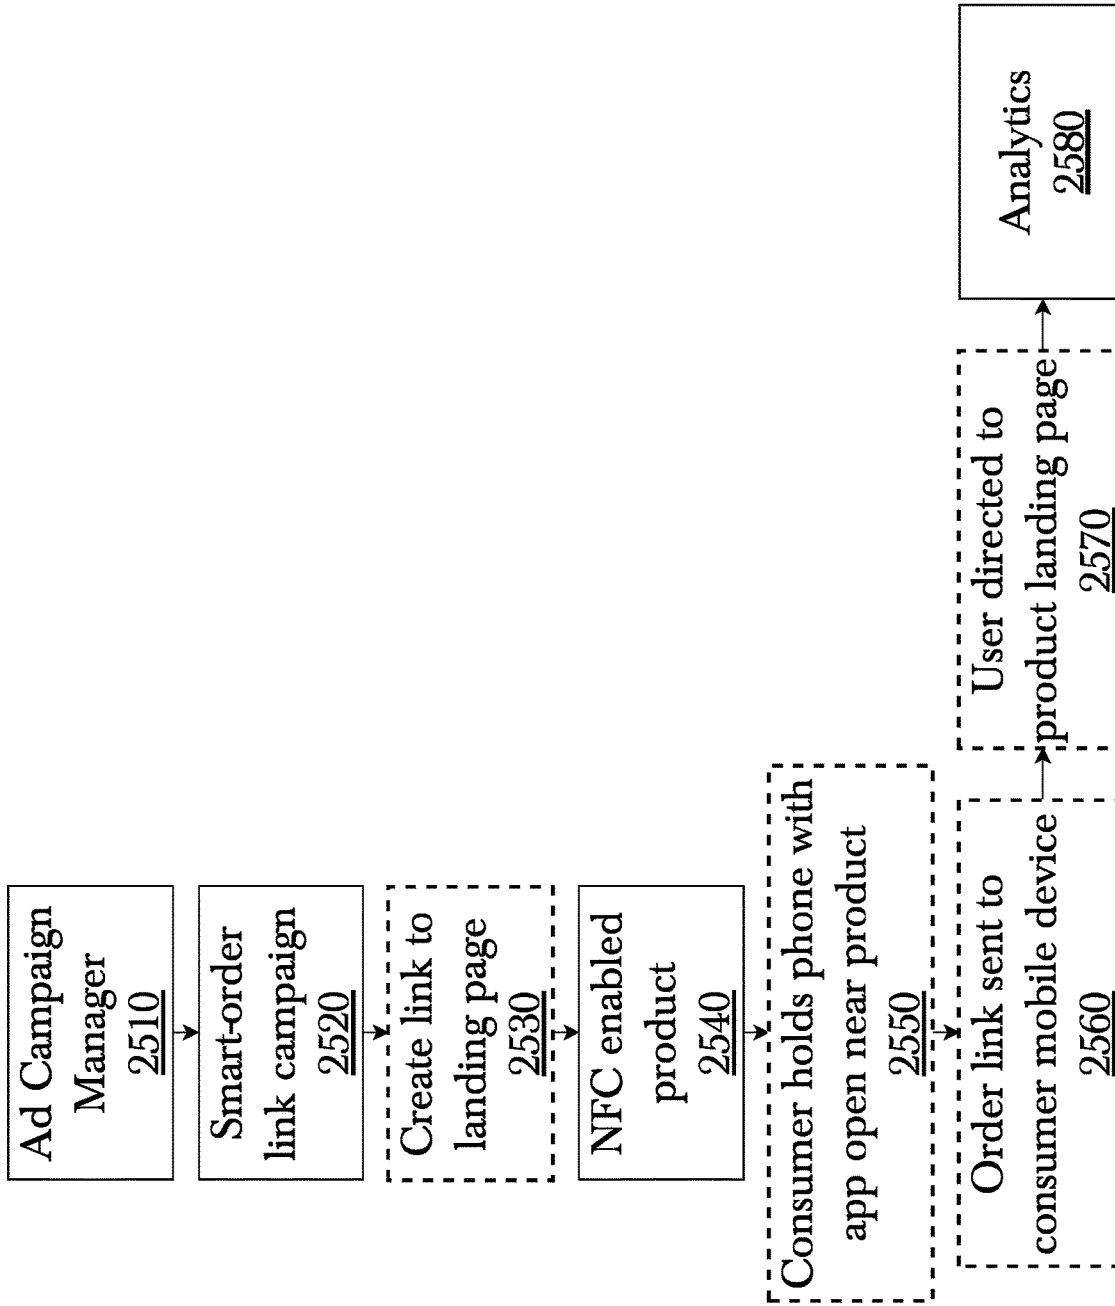 Ad Campaign
Manager
2510
Smart-order
link campaign
2520
Create link to
landing page
2530
NFC enabled
product
2540
Consumer holds phone with
app open near product
2550
Order link sent to
consumer mobile device
2560
User directed to
product landing page
2570
Analytics
2580